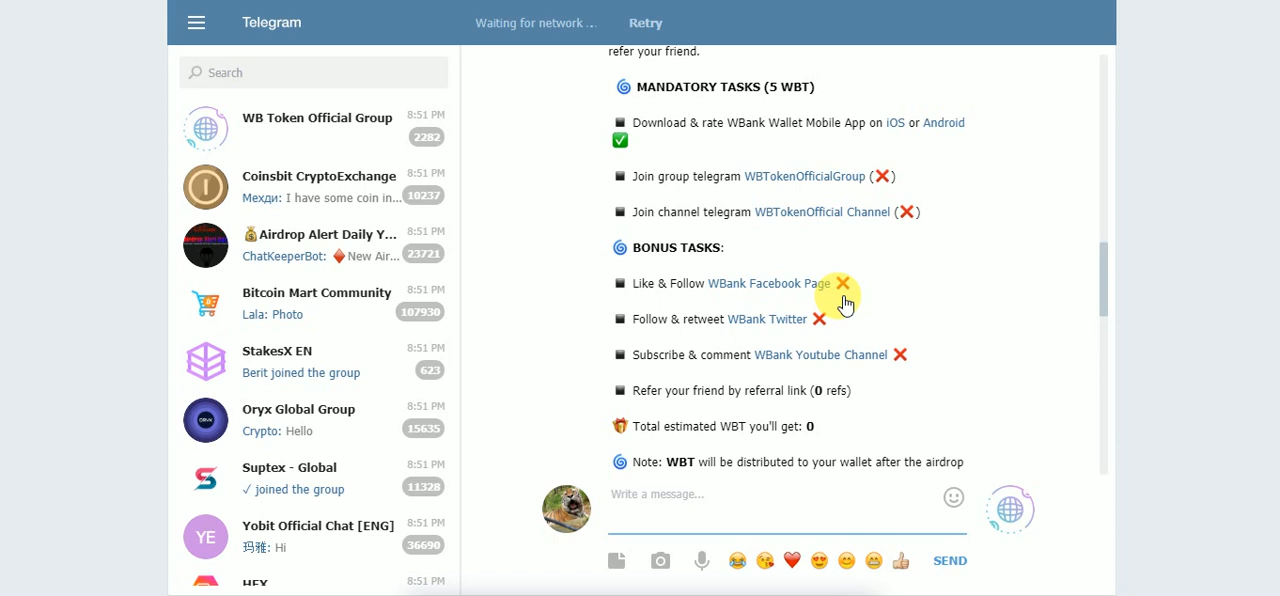 Telegram
Waiting for network ...
Retry
Search
WB Token Official Group
8:51 PM
2282
Coinsbit CryptoExchange
8:51 PM
Мехди: I have some coin in...
10237
💰Airdrop Alert Daily Y...
8:51 PM
ChatKeeperBot: ♦️New Air...
23721
Bitcoin Mart Community
8:51 PM
Lala: Photo
107930
StakesX EN
8:51 PM
Berit joined the group
623
Oryx Global Group
8:51 PM
Crypto: Hello
15635
Suptex - Global
8:51 PM
✓ joined the group
11328
YE
Yobit Official Chat [ENG]
8:51 PM
玛雅: Hi
36690
HEX
8:51 PM
refer your friend.
🌀 MANDATORY TASKS (5 WBT)
◾ Download & rate WBank Wallet Mobile App on iOS or Android
✅
◾ Join group telegram WBTokenOfficialGroup (❌)
◾ Join channel telegram WBTokenOfficial Channel (❌)
🌀 BONUS TASKS:
◾ Like & Follow WBank Facebook Page ❌
◾ Follow & retweet WBank Twitter ❌
◾ Subscribe & comment WBank Youtube Channel ❌
◾ Refer your friend by referral link (0 refs)
🎁 Total estimated WBT you'll get: 0
🌀 Note: WBT will be distributed to your wallet after the airdrop
Write a message...
SEND